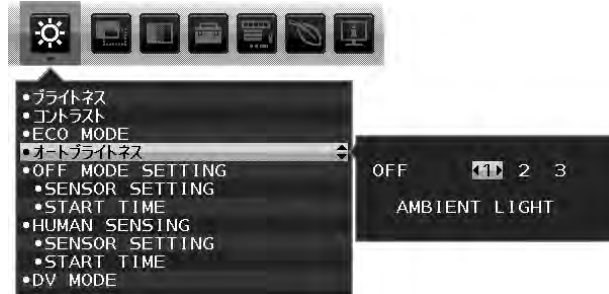 •ブライトネス
•コントラスト
•ECO MODE
•オートブライトネス
•OFF MODE SETTING
•SENSOR SETTING
•START TIME
•HUMAN SENSING
•SENSOR SETTING
•START TIME
•DV MODE
OFF 1 2 3
AMBIENT LIGHT